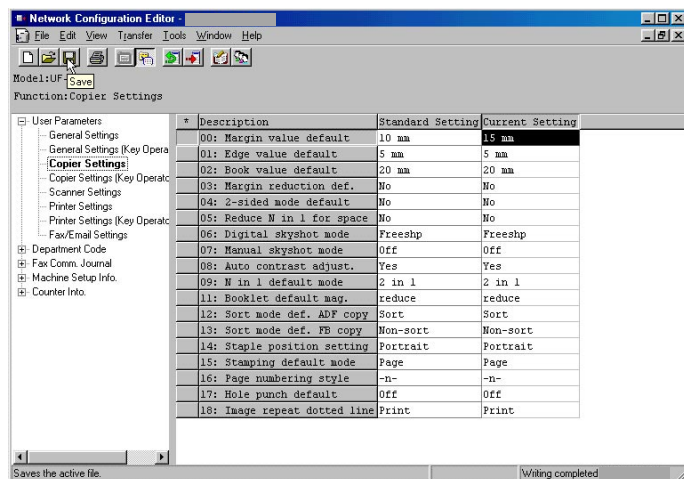 Network Configuration Editor -
File Edit View Transfer Tools Window Help
Model:UF-
Save
Function:Copier Settings
User Parameters
General Settings
General Settings (Key Opera
Copier Settings
Copier Settings (Key Operato
Scanner Settings
Printer Settings
Printer Settings (Key Operato
Fax/Email Settings
Department Code
Fax Comm. Journal
Machine Setup Info.
Counter Into.
* Description Standard Setting Current Setting
00: Margin value default 10 mm 15 mm
01: Edge value default 5 mm 5 mm
02: Book value default 20 mm 20 mm
03: Margin reduction def. No No
04: 2-sided mode default No No
05: Reduce N in 1 for space No No
06: Digital skyshot mode Freeshp Freeshp
07: Manual skyshot mode Off Off
08: Auto contrast adjust. Yes Yes
09: N in 1 default mode 2 in 1 2 in 1
11: Booklet default mag. reduce reduce
12: Sort mode def. ADF copy Sort Sort
13: Sort mode def. FB copy Non-sort Non-sort
14: Staple position setting Portrait Portrait
15: Stamping default mode Page Page
16: Page numbering style -n- -n-
17: Hole punch default Off Off
18: Image repeat dotted line Print Print
Saves the active file. Writing completed